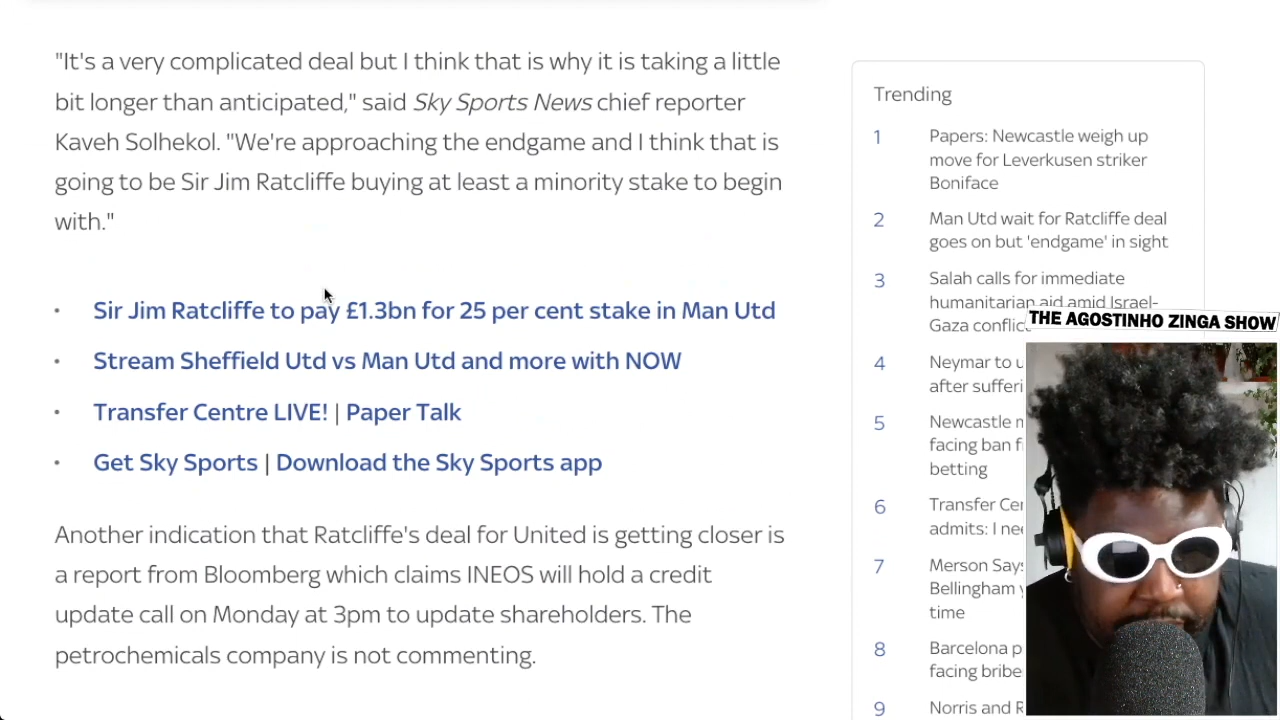 "It's a very complicated deal but I think that is why it is taking a little
bit longer than anticipated," said Sky Sports News chief reporter
Kaveh Solhekol. "We're approaching the endgame and I think that is
going to be Sir Jim Ratcliffe buying at least a minority stake to begin
with."
• Sir Jim Ratcliffe to pay £1.3bn for 25 per cent stake in Man Utd
• Stream Sheffield Utd vs Man Utd and more with NOW
• Transfer Centre LIVE! | Paper Talk
• Get Sky Sports | Download the Sky Sports app
Another indication that Ratcliffe's deal for United is getting closer is
a report from Bloomberg which claims INEOS will hold a credit
update call on Monday at 3pm to update shareholders. The
petrochemicals company is not commenting.
Trending
1 Papers: Newcastle weigh up
move for Leverkusen striker
Boniface
2 Man Utd wait for Ratcliffe deal
goes on but 'endgame' in sight
3 Salah calls for immediate
humanitarian aid amid Israel-
Gaza
4 Neymar to
after
5 Newcastle
facing ban
betting
6 Transfer
admits: I
7 Merson
Bellingham
time
8 Barcelona
facing
9 Norris and
THE AGOSTINHO ZINGA SHOW